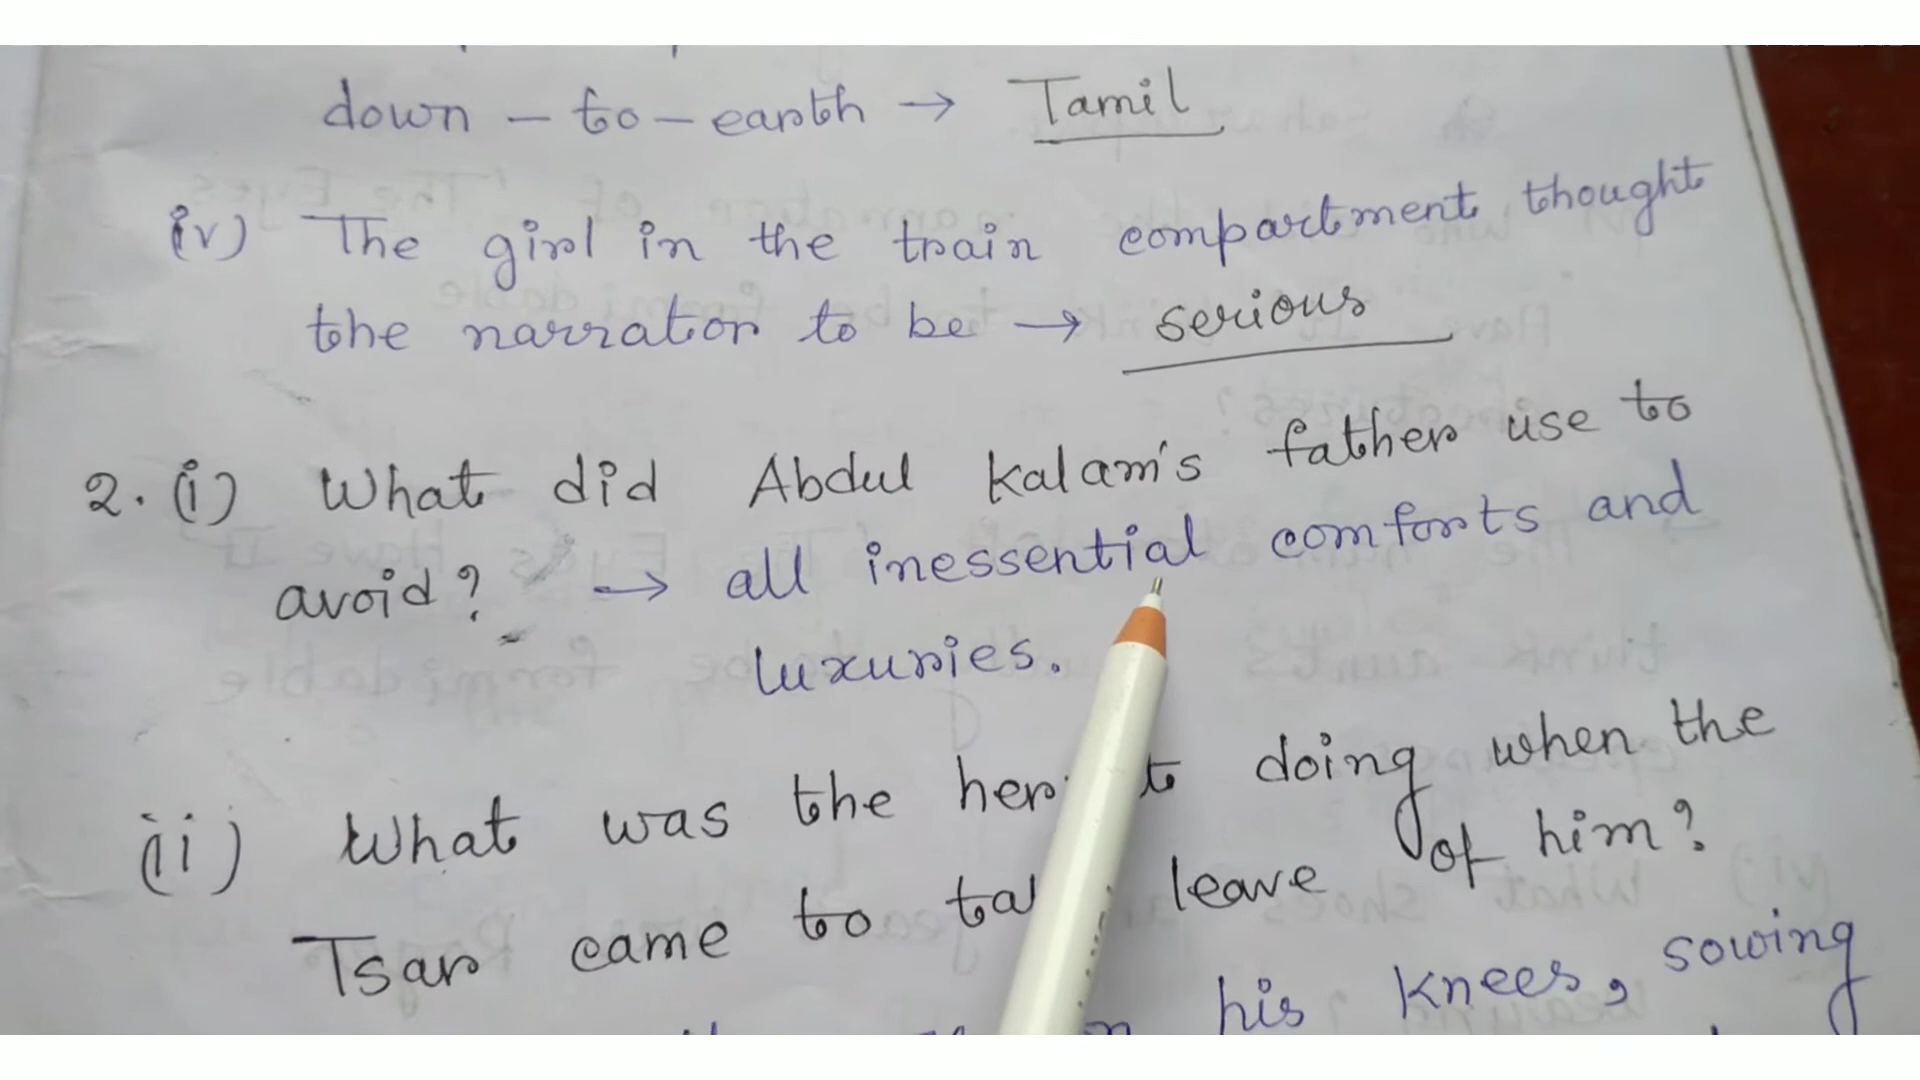 down - to - earth → Tamil
iv) The girl in the train compartment thought
the narrator to be → serious
2. (i) What did Abdul Kalam's father use to
avoid? → all inessential comforts and
luxuries.
(ii) What was the doing when the
Tsar came to leave of him?
his knees, sowing